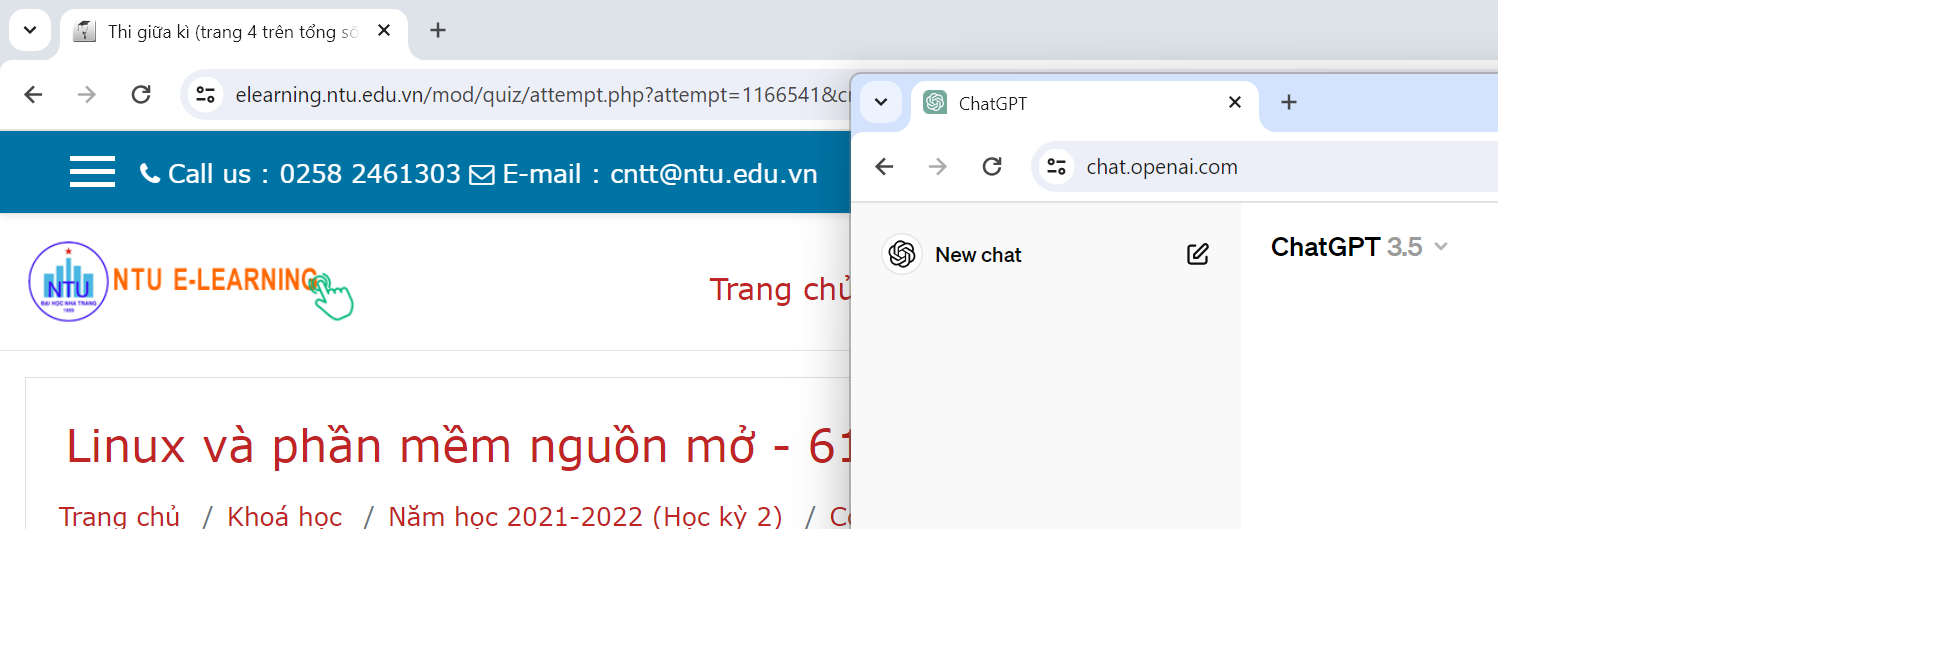 Thi giữa kì (trang 4 trên tổng số
elearning.ntu.edu.vn/mod/quiz/attempt.php?attempt=1166541&cr
Call us : 0258 2461303 E-mail : cntt@ntu.edu.vn
NTU
ĐẠI HỌC NHA TRANG
1959
NTU E-LEARNING
Trang chủ
Linux và phần mềm nguồn mở - 61
Trang chủ / Khoá học / Năm học 2021-2022 (Học kỳ 2) / Cô
ChatGPT
chat.openai.com
New chat
ChatGPT 3.5